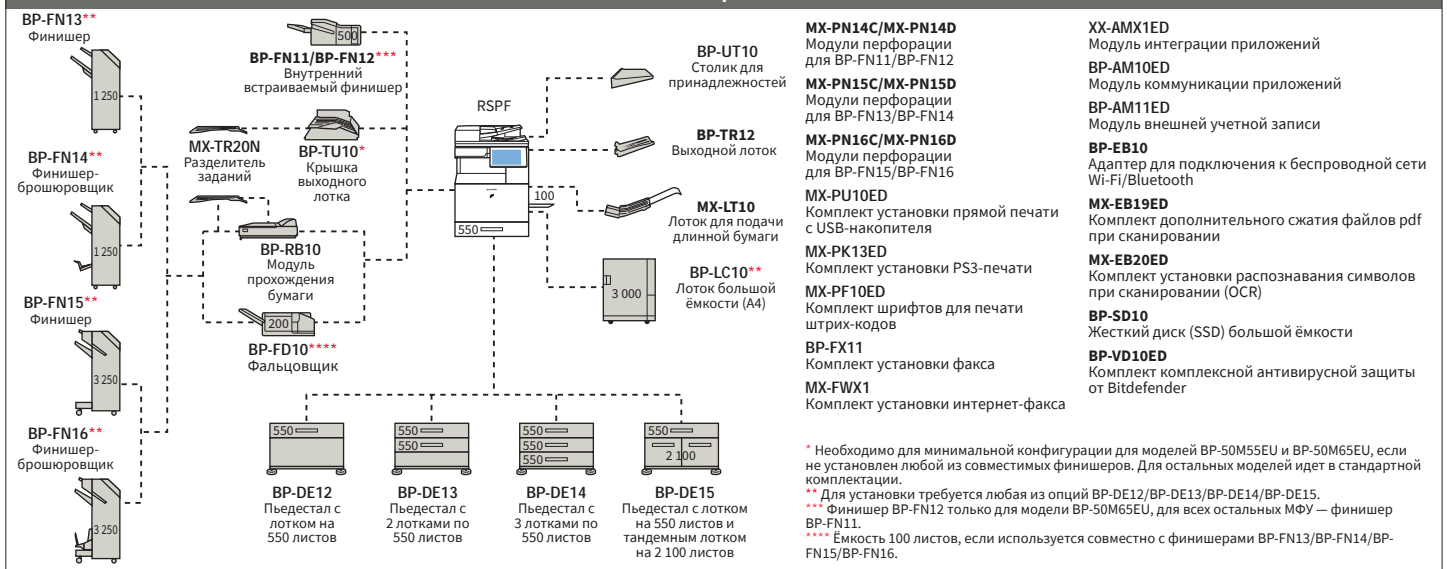 BP-FN13**
Финишер
1 250
BP-FN14**
Финишер-
брошюровщик
1 250
BP-FN15**
Финишер
3 250
BP-FN16**
Финишер-
брошюровщик
3 250
500
BP-FN11/BP-FN12***
Внутренний
встраиваемый финишер
MX-TR20N
Разделитель
заданий
BP-TU10*
Крышка
выходного
лотка
BP-RB10
Модуль
прохождения
бумаги
200
BP-FD10****
Фальцовщик
RSPF
100
550
BP-UT10
Столик для
принадлежностей
BP-TR12
Выходной лоток
MX-LT10
Лоток для подачи
длинной бумаги
BP-LC10**
Лоток большой
ёмкости (A4)
3 000
550
BP-DE12
Пьедестал с
лотком на
550 листов
550
550
BP-DE13
Пьедестал с
2 лотками по
550 листов
550
550
550
BP-DE14
Пьедестал с
3 лотками по
550 листов
550
2 100
BP-DE15
Пьедестал с лотком
на 550 листов и
тандемным лотком
на 2 100 листов
MX-PN14C/MX-PN14D
Модули перфорации
для BP-FN11/BP-FN12
MX-PN15C/MX-PN15D
Модули перфорации
для BP-FN13/BP-FN14
MX-PN16C/MX-PN16D
Модули перфорации
для BP-FN15/BP-FN16
MX-PU10ED
Комплект установки прямой печати
с USB-накопителя
MX-PK13ED
Комплект установки PS3-печати
MX-PF10ED
Комплект шрифтов для печати
штрих-кодов
BP-FX11
Комплект установки факса
MX-FWX1
Комплект установки интернет-факса
XX-AMX1ED
Модуль интеграции приложений
BP-AM10ED
Модуль коммуникации приложений
BP-AM11ED
Модуль внешней учетной записи
BP-EB10
Адаптер для подключения к беспроводной сети
Wi-Fi/Bluetooth
MX-EB19ED
Комплект дополнительного сжатия файлов pdf
при сканировании
MX-EB20ED
Комплект установки распознавания символов
при сканировании (OCR)
BP-SD10
Жесткий диск (SSD) большой ёмкости
BP-VD10ED
Комплект комплексной антивирусной защиты
от Bitdefender
* Необходимо для минимальной конфигурации для моделей BP-50M55EU и BP-50M65EU, если
не установлен любой из совместимых финишеров. Для остальных моделей идет в стандартной
комплектации.
** Для установки требуется любая из опций BP-DE12/BP-DE13/BP-DE14/BP-DE15.
*** Финишер BP-FN12 только для модели BP-50M65EU, для всех остальных МФУ — финишер
BP-FN11.
**** Ёмкость 100 листов, если используется совместно с финишерами BP-FN13/BP-FN14/BP-
FN15/BP-FN16.